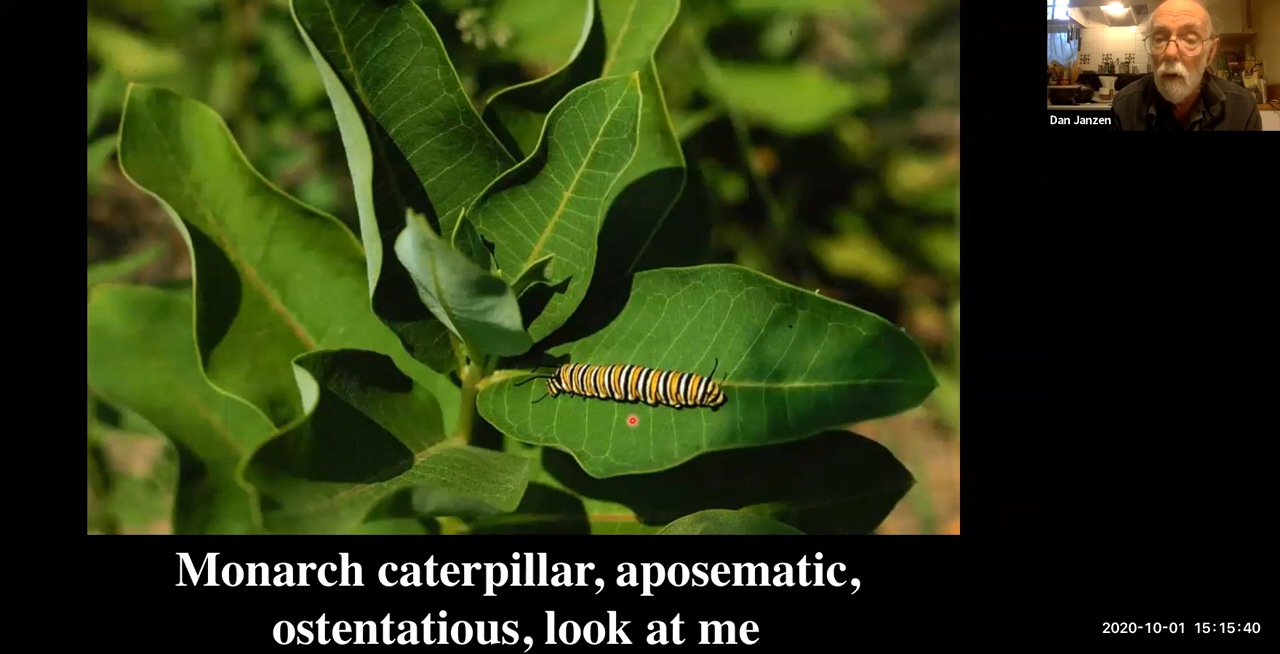 Dan Janzen
Monarch caterpillar, aposematic,
ostentatious, look at me
2020-10-01 15:15:40